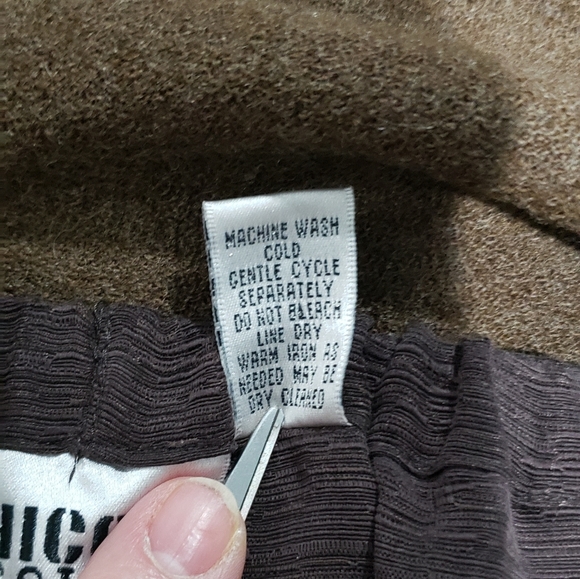 MACHINE WASH
COLD
GENTLE CYCLE
SEPARATELY
DO NOT BLEACH
LINE DRY
WARM IRON AS
NEEDED MAY BE
DRY CLEANED